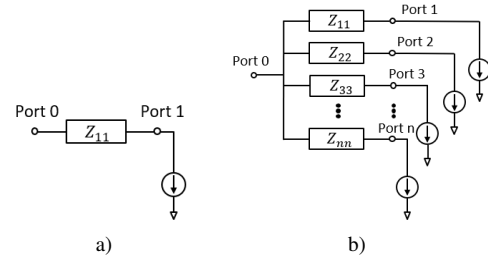 Port 0
Port 1
Z₁₁
a)
Port 0
Z₁₁
Port 1
Z₂₂
Port 2
Z₃₃
Port 3
Zₙₙ
Port n
b)